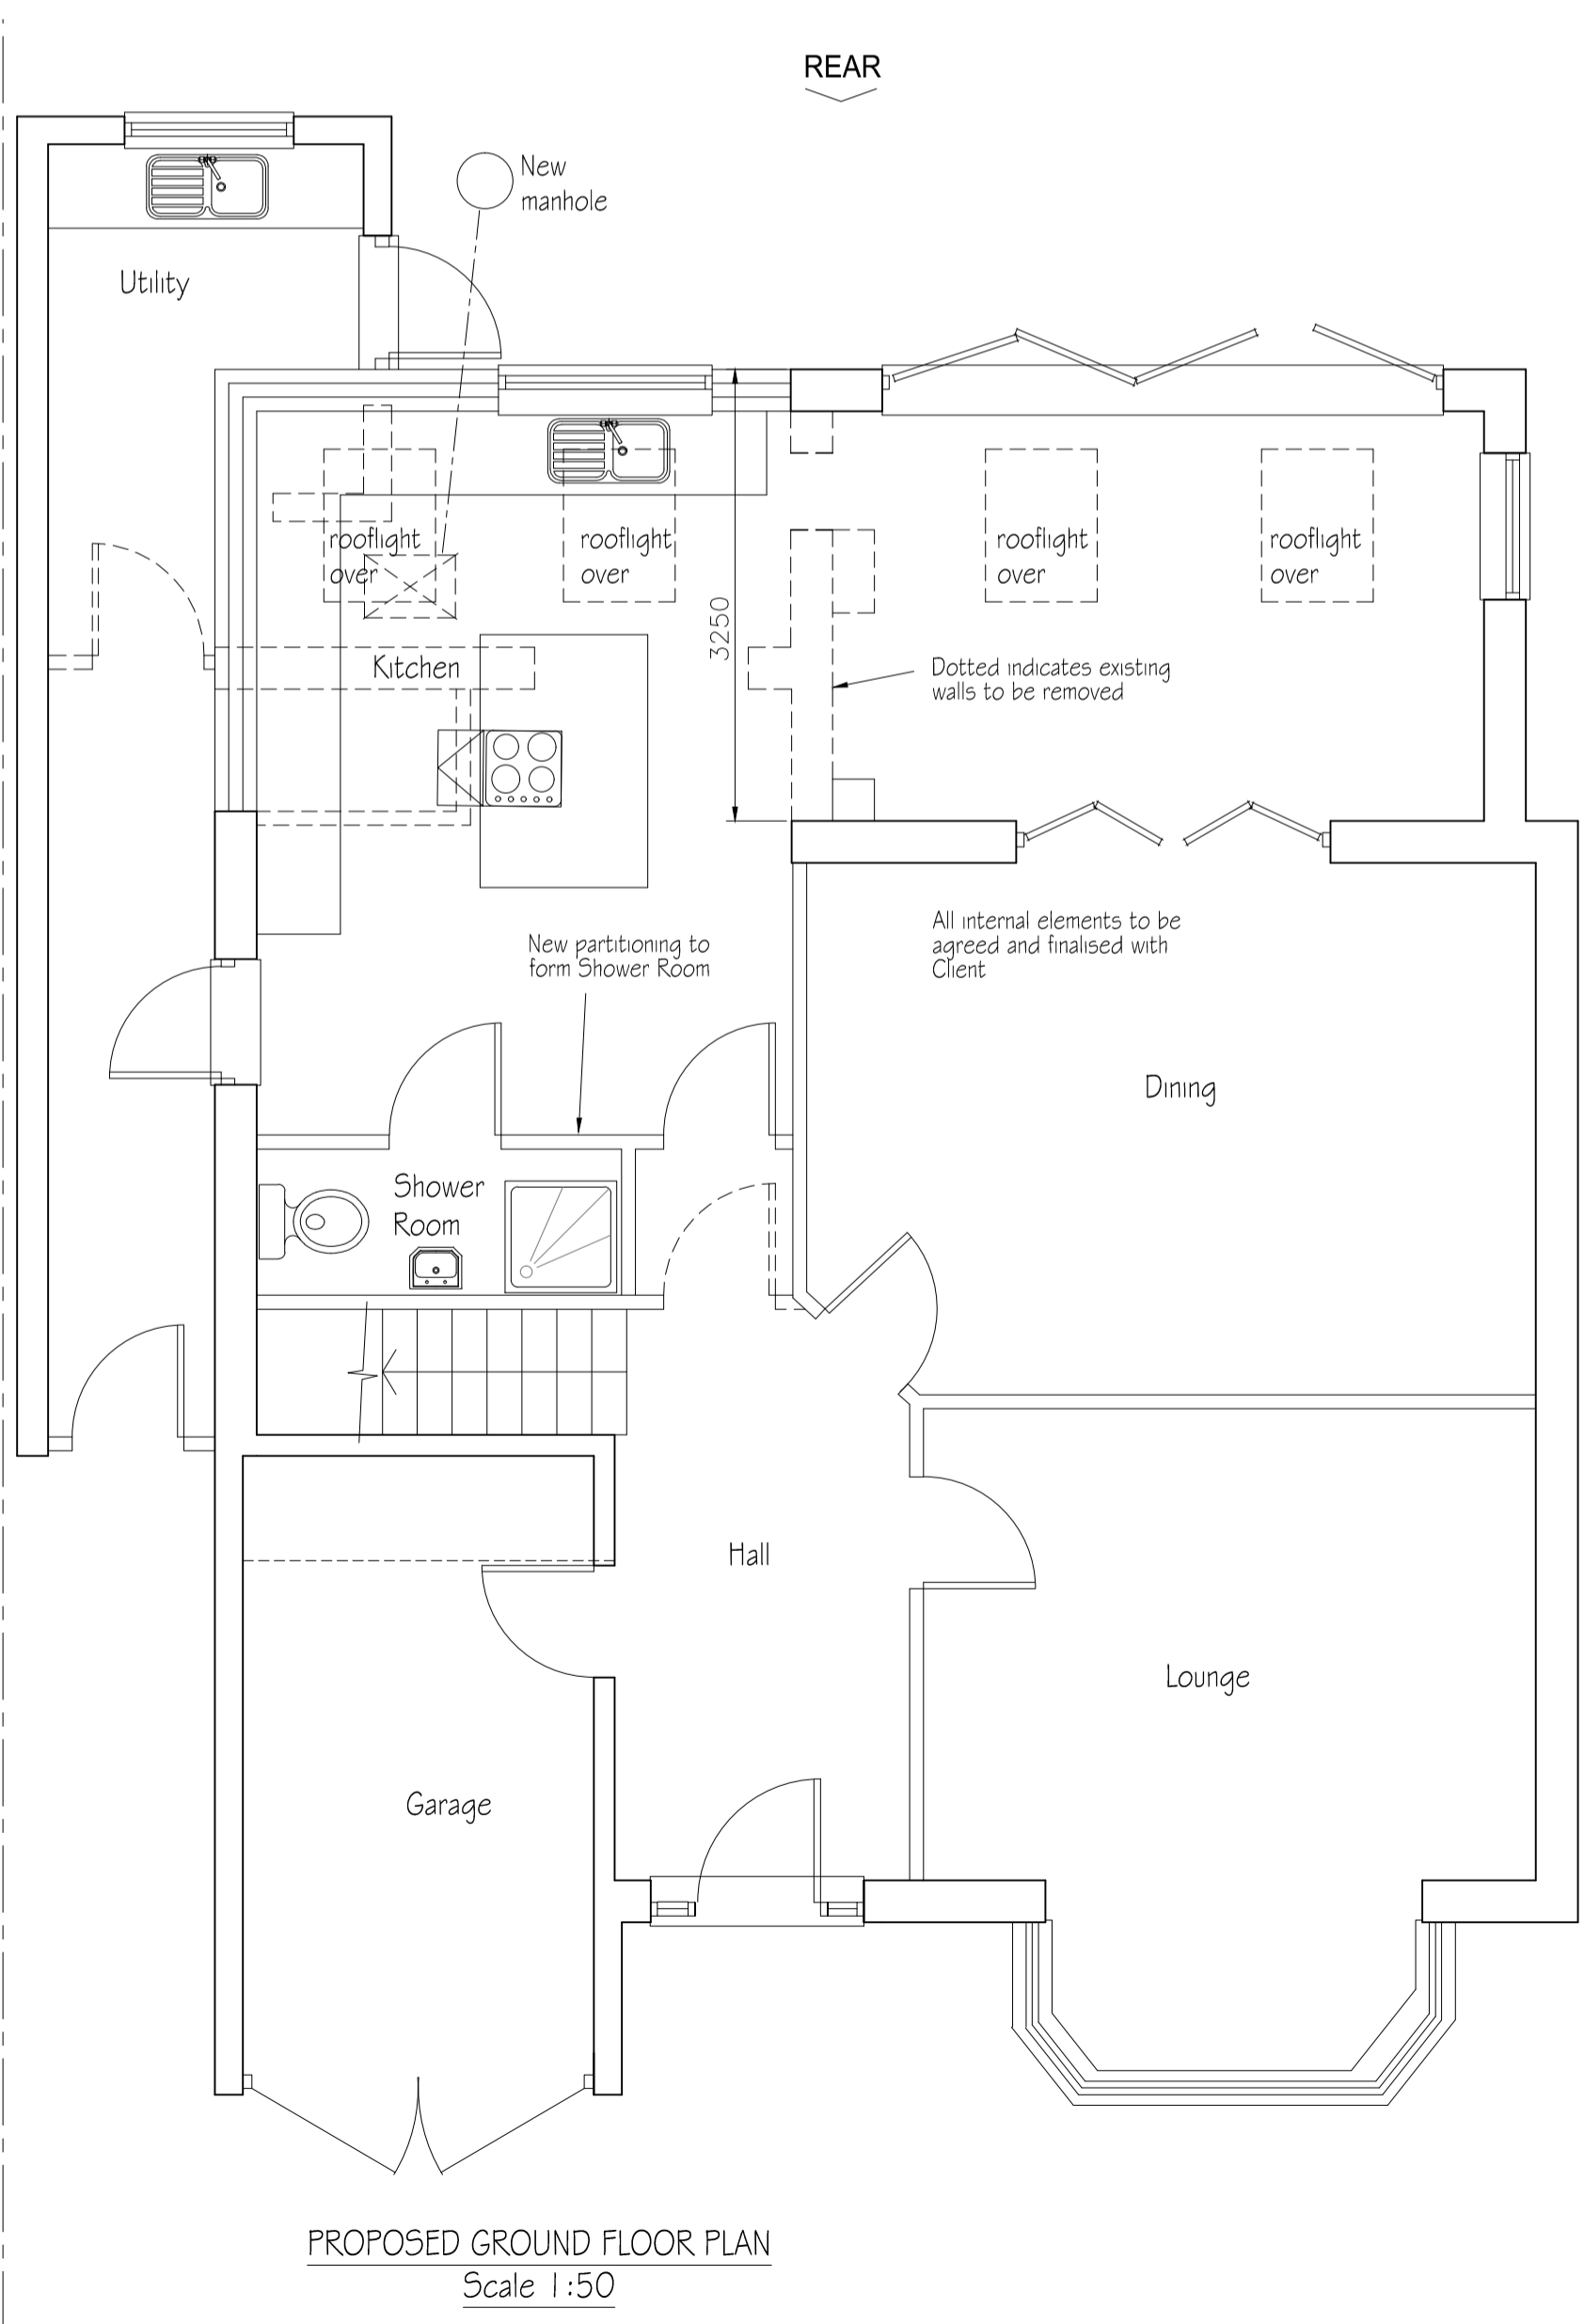 REAR
New
manhole
Utility
rooflight
over
rooflight
over
rooflight
over
rooflight
over
3250
Kitchen
Dotted indicates existing
walls to be removed
New partitioning to
form Shower Room
All internal elements to be
agreed and finalised with
Client
Dining
Shower
Room
Hall
Lounge
Garage
PROPOSED GROUND FLOOR PLAN
Scale 1:50